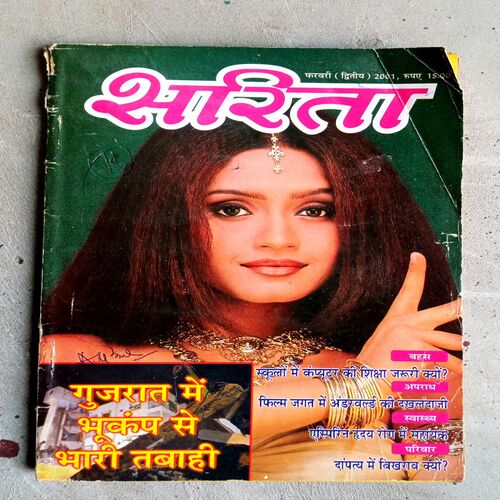 फरवरी ( द्वितीय ) 2001, रुपए 15.00
सरिता
बहस
स्कूलों में कंप्यूटर की शिक्षा जरूरी क्यों?
अपराध
फिल्म जगत में अंडरवर्ल्ड की दखलंदाजी
स्वास्थ्य
एस्पिरिन हृदय रोग में सहायक
परिवार
दांपत्य में बिखराव क्यों?
गुजरात में
भूकंप से
भारी तबाही